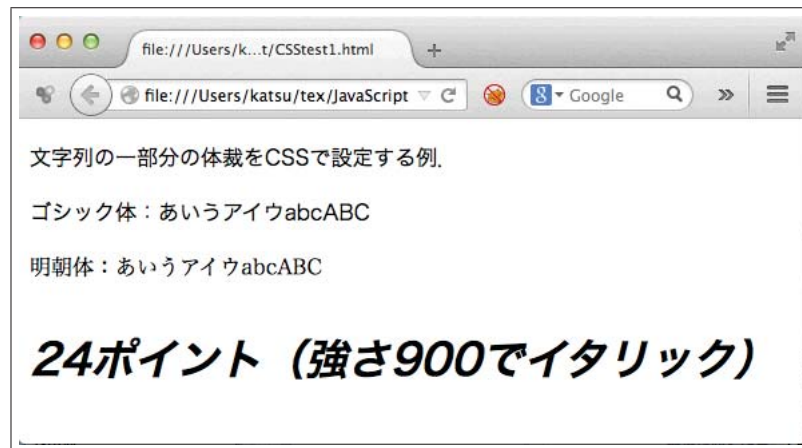 file:///Users/k...t/CSStest1.html
file:///Users/katsu/tex/JavaScript
Google
文字列の一部分の体裁をCSSで設定する例.
ゴシック体：あいうアイウabcABC
明朝体：あいうアイウabcABC
24ポイント（強さ900でイタリック）